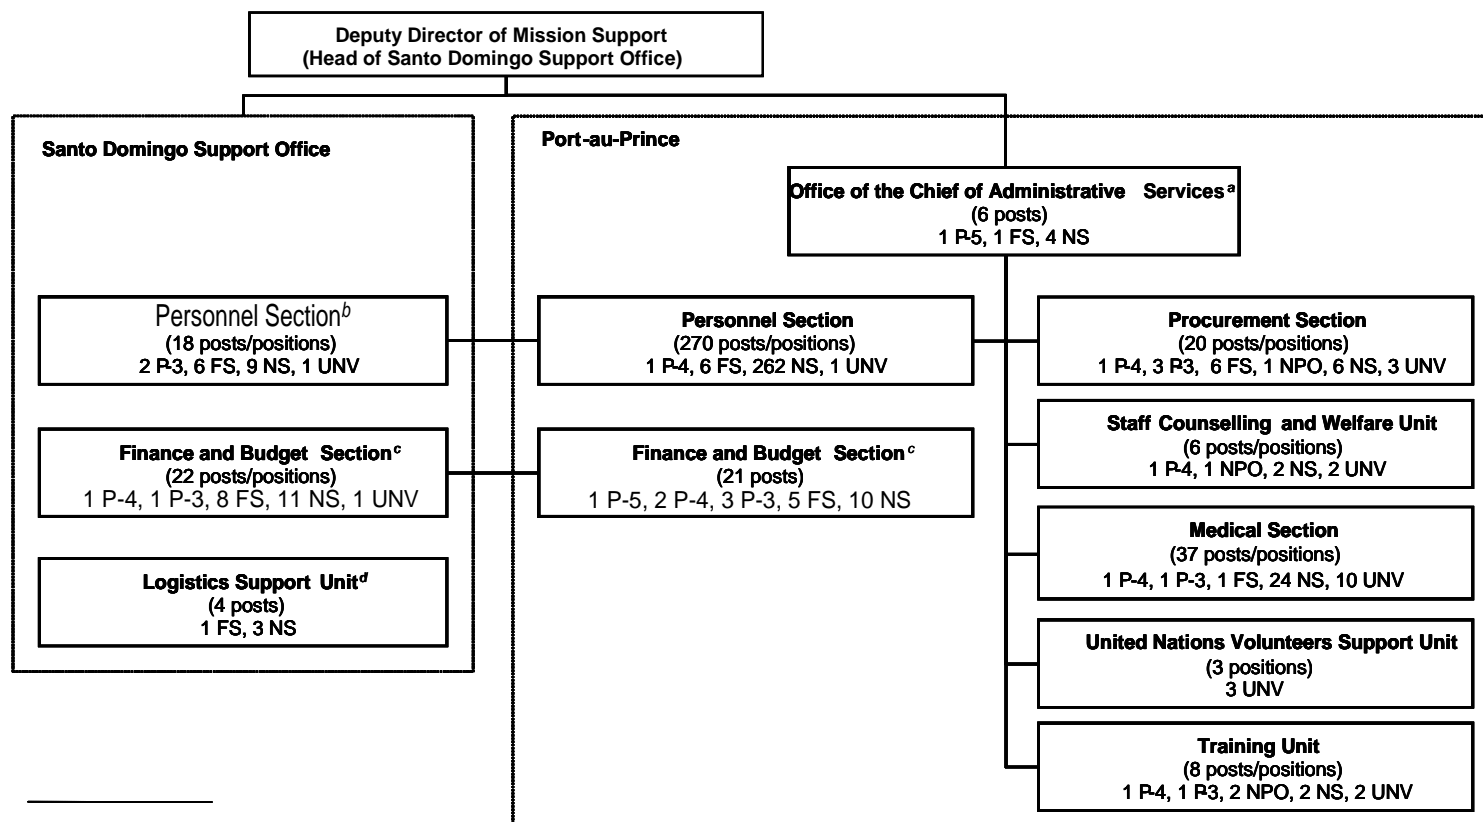 Deputy Director of Mission Support
(Head of Santo Domingo Support Office)
Santo Domingo Support Office
Port-au-Prince
Office of the Chief of Administrative Services a
(6 posts)
1 P-5, 1 FS, 4 NS
Personnel Section b
(18 posts/positions)
2 P-3, 6 FS, 9 NS, 1 UNV
Personnel Section
(270 posts/positions)
1 P-4, 6 FS, 262 NS, 1 UNV
Procurement Section
(20 posts/positions)
1 P-4, 3 P-3, 6 FS, 1 NPO, 6 NS, 3 UNV
Finance and Budget Section c
(22 posts/positions)
1 P-4, 1 P-3, 8 FS, 11 NS, 1 UNV
Finance and Budget Section c
(21 posts)
1 P-5, 2 P-4, 3 P-3, 5 FS, 10 NS
Staff Counselling and Welfare Unit
(6 posts/positions)
1 P-4, 1 NPO, 2 NS, 2 UNV
Logistics Support Unit d
(4 posts)
1 FS, 3 NS
Medical Section
(37 posts/positions)
1 P-4, 1 P-3, 1 FS, 24 NS, 10 UNV
United Nations Volunteers Support Unit
(3 positions)
3 UNV
Training Unit
(8 posts/positions)
1 P-4, 1 P-3, 2 NPO, 2 NS, 2 UNV